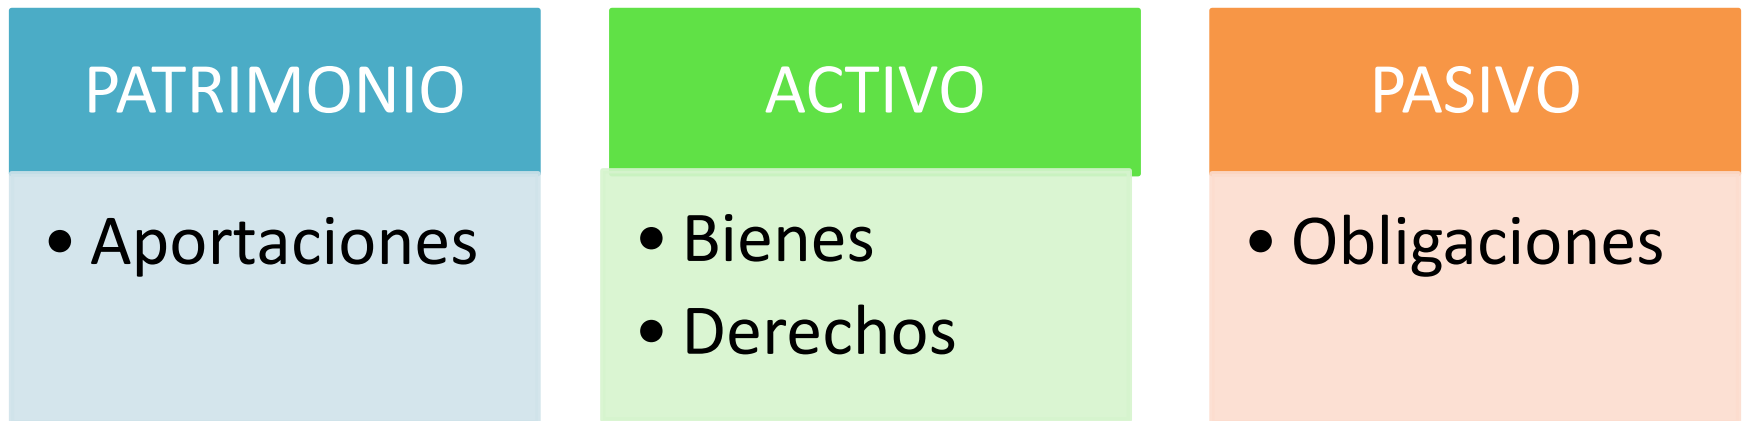 PATRIMONIO
• Aportaciones
ACTIVO
• Bienes
• Derechos
PASIVO
• Obligaciones